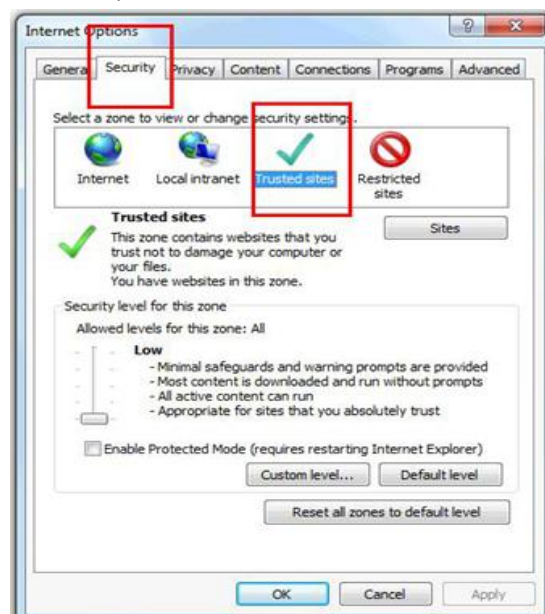 Internet Options
General Security Privacy Content Connections Programs Advanced
Select a zone to view or change security settings.
Internet Local intranet Trusted sites Restricted
sites
Trusted sites
Sites
This zone contains websites that you
trust not to damage your computer or
your files.
You have websites in this zone.
Security level for this zone
Allowed levels for this zone: All
Low
- Minimal safeguards and warning prompts are provided
- Most content is downloaded and run without prompts
- All active content can run
- Appropriate for sites that you absolutely trust
Enable Protected Mode (requires restarting Internet Explorer)
Custom level... Default level
Reset all zones to default level
OK Cancel Apply